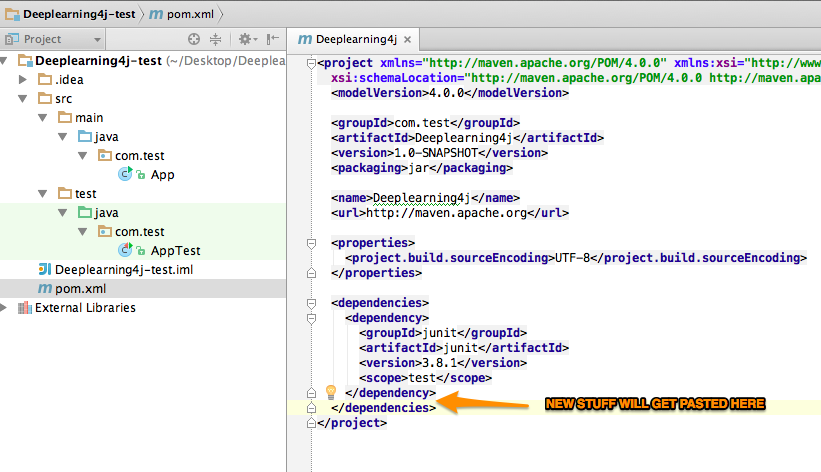 Deeplearning4j-test
pom.xml
Project
Deeplearning4j-test (~/Desktop/Deeplea
.idea
src
main
java
com.test
App
test
java
com.test
AppTest
Deeplearning4j-test.iml
pom.xml
External Libraries
Deeplearning4j
<project xmlns="http://maven.apache.org/POM/4.0.0" xmlns:xsi="http://www
xsi:schemaLocation="http://maven.apache.org/POM/4.0.0 http://maven.apa
<modelVersion>4.0.0</modelVersion>
<groupId>com.test</groupId>
<artifactId>Deeplearning4j</artifactId>
<version>1.0-SNAPSHOT</version>
<packaging>jar</packaging>
<name>Deeplearning4j</name>
<url>http://maven.apache.org</url>
<properties>
<project.build.sourceEncoding>UTF-8</project.build.sourceEncoding>
</properties>
<dependencies>
<dependency>
<groupId>junit</groupId>
<artifactId>junit</artifactId>
<version>3.8.1</version>
<scope>test</scope>
</dependency>
NEW STUFF WILL GET PASTED HERE
</dependencies>
</project>